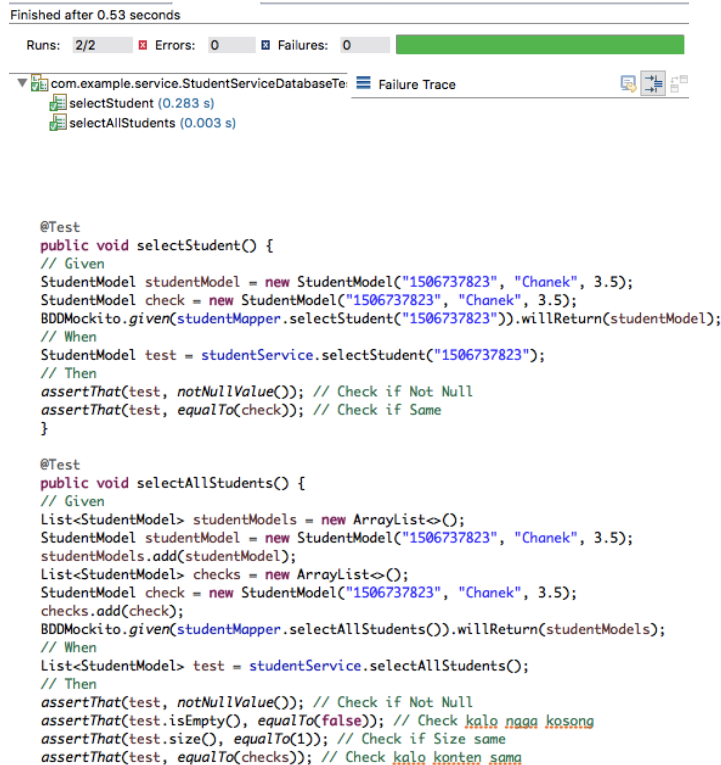 Finished after 0.53 seconds
Runs: 2/2 Errors: 0 Failures: 0
com.example.service.StudentServiceDatabaseTe Failure Trace
selectStudent (0.283 s)
selectAllStudents (0.003 s)
@Test
public void selectStudent() {
// Given
StudentModel studentModel = new StudentModel("1506737823", "Chanek", 3.5);
StudentModel check = new StudentModel("1506737823", "Chanek", 3.5);
BDDMockito.given(studentMapper.selectStudent("1506737823")).willReturn(studentModel);
// When
StudentModel test = studentService.selectStudent("1506737823");
// Then
assertThat(test, notNullValue()); // Check if Not Null
assertThat(test, equalTo(check)); // Check if Same
}
@Test
public void selectAllStudents() {
// Given
List<StudentModel> studentModels = new ArrayList<>();
StudentModel studentModel = new StudentModel("1506737823", "Chanek", 3.5);
studentModels.add(studentModel);
List<StudentModel> checks = new ArrayList<>();
StudentModel check = new StudentModel("1506737823", "Chanek", 3.5);
checks.add(check);
BDDMockito.given(studentMapper.selectAllStudents()).willReturn(studentModels);
// When
List<StudentModel> test = studentService.selectAllStudents();
// Then
assertThat(test, notNullValue()); // Check if Not Null
assertThat(test.isEmpty(), equalTo(false)); // Check kalo ngga kosong
assertThat(test.size(), equalTo(1)); // Check if Size same
assertThat(test, equalTo(checks)); // Check kalo konten sama